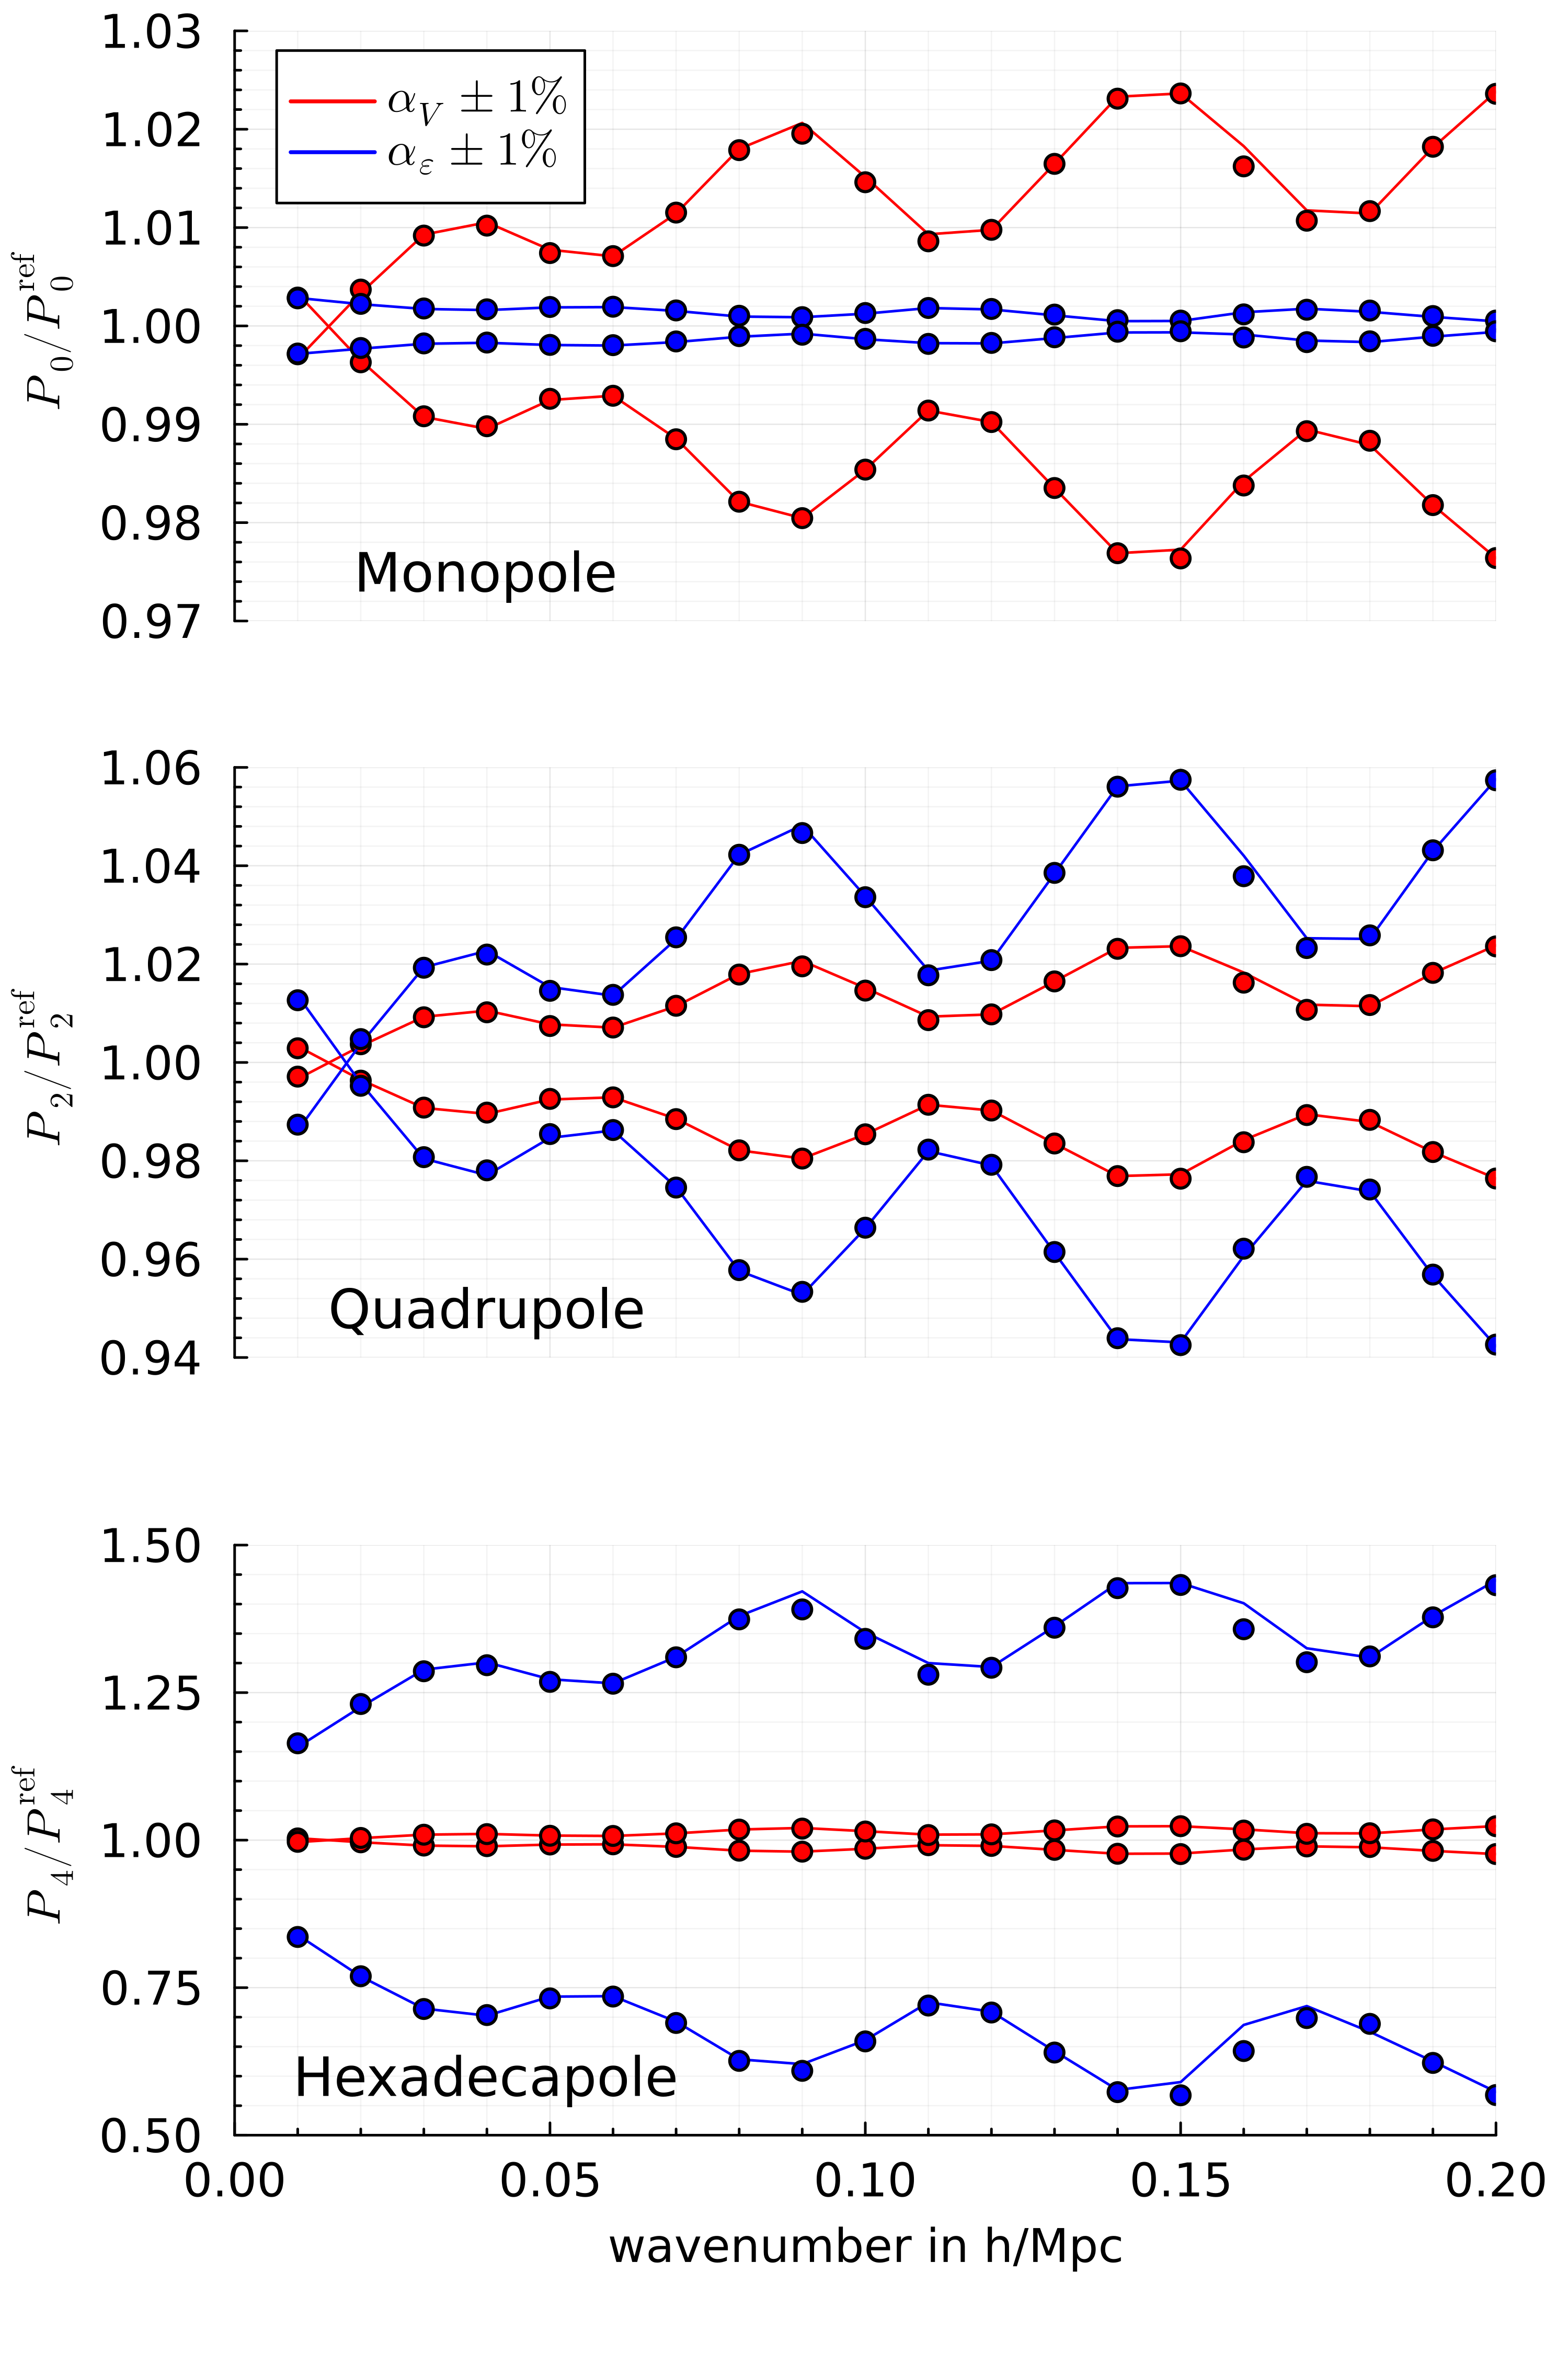 1.03
α_V ± 1%
α_ε ± 1%
1.02
1.01
1.00
0.99
0.98
0.97
P_0/P_0^ref
Monopole
1.06
1.04
1.02
1.00
0.98
0.96
0.94
P_2/P_2^ref
Quadrupole
1.50
1.25
1.00
0.75
0.50
P_4/P_4^ref
Hexadecapole
0.00 0.05 0.10 0.15 0.20
wavenumber in h/Mpc